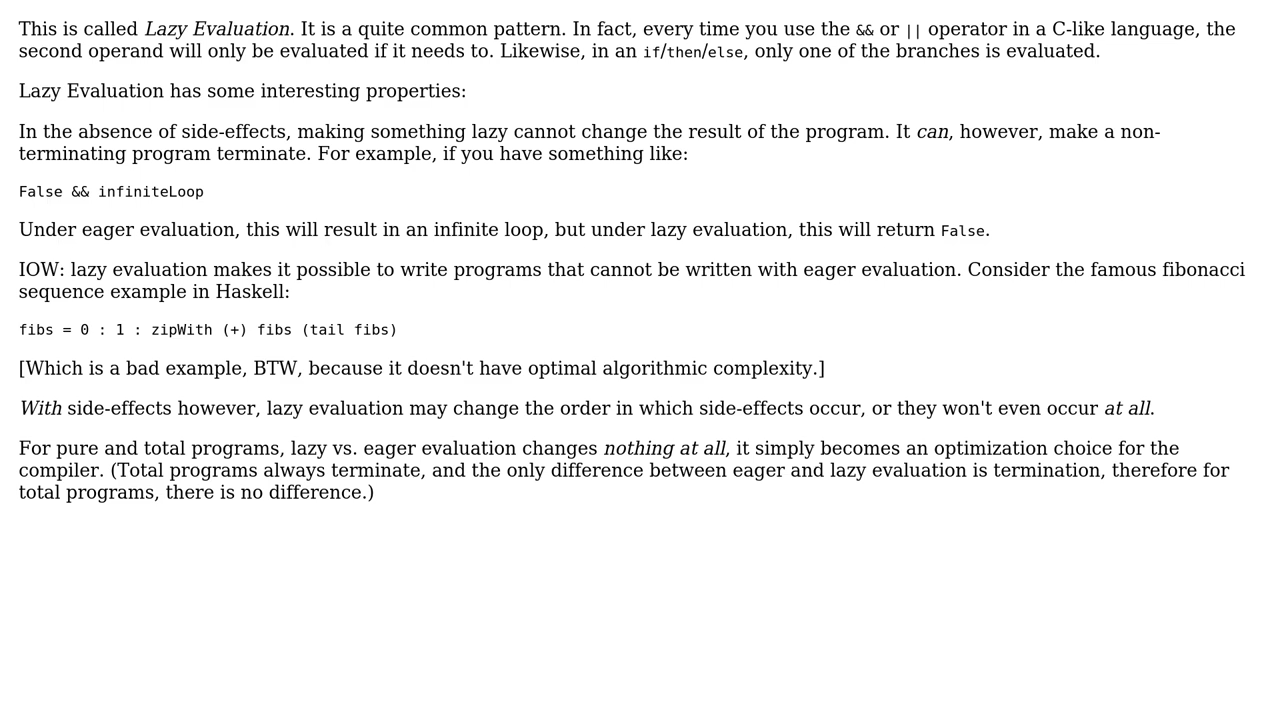 This is called Lazy Evaluation. It is a quite common pattern. In fact, every time you use the && or || operator in a C-like language, the
second operand will only be evaluated if it needs to. Likewise, in an if/then/else, only one of the branches is evaluated.
Lazy Evaluation has some interesting properties:
In the absence of side-effects, making something lazy cannot change the result of the program. It can, however, make a non-
terminating program terminate. For example, if you have something like:
False && infiniteLoop
Under eager evaluation, this will result in an infinite loop, but under lazy evaluation, this will return False.
IOW: lazy evaluation makes it possible to write programs that cannot be written with eager evaluation. Consider the famous fibonacci
sequence example in Haskell:
fibs = 0 : 1 : zipWith (+) fibs (tail fibs)
[Which is a bad example, BTW, because it doesn't have optimal algorithmic complexity.]
With side-effects however, lazy evaluation may change the order in which side-effects occur, or they won't even occur at all.
For pure and total programs, lazy vs. eager evaluation changes nothing at all, it simply becomes an optimization choice for the
compiler. (Total programs always terminate, and the only difference between eager and lazy evaluation is termination, therefore for
total programs, there is no difference.)